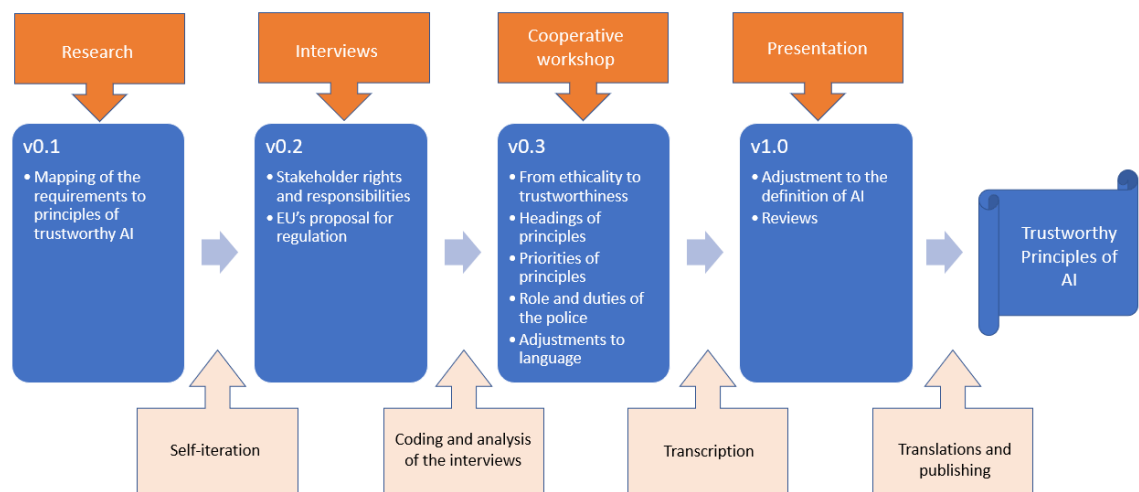 Research
Interviews
Cooperative
workshop
Presentation
v0.1
• Mapping of the
requirements to
principles of
trustworthy AI
v0.2
• Stakeholder rights
and responsibilities
• EU’s proposal for
regulation
v0.3
• From ethicality to
trustworthiness
• Headings of
principles
• Priorities of
principles
• Role and duties of
the police
• Adjustments to
language
v1.0
• Adjustment to the
definition of AI
• Reviews
Trustworthy
Principles of
AI
Self-iteration
Coding and analysis
of the interviews
Transcription
Translations and
publishing